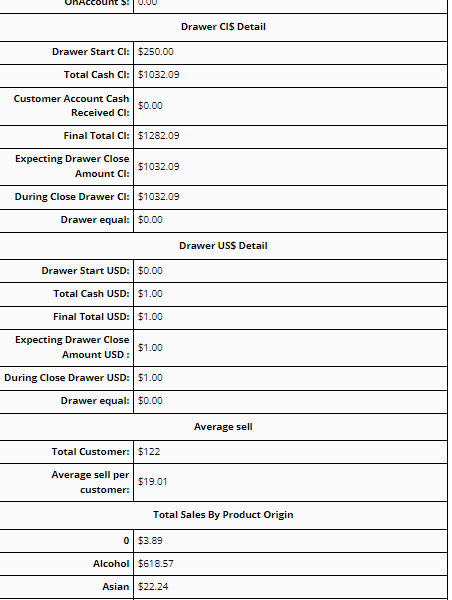 OnAccount $: 0.00
Drawer CI$ Detail
Drawer Start CI: $250.00
Total Cash CI: $1032.09
Customer Account Cash
Received CI: $0.00
Final Total CI: $1282.09
Expecting Drawer Close
Amount CI: $1032.09
During Close Drawer CI: $1032.09
Drawer equal: $0.00
Drawer US$ Detail
Drawer Start USD: $0.00
Total Cash USD: $1.00
Final Total USD: $1.00
Expecting Drawer Close
Amount USD : $1.00
During Close Drawer USD: $1.00
Drawer equal: $0.00
Average sell
Total Customer: $122
Average sell per
customer: $19.01
Total Sales By Product Origin
0 $3.89
Alcohol $618.57
Asian $22.24